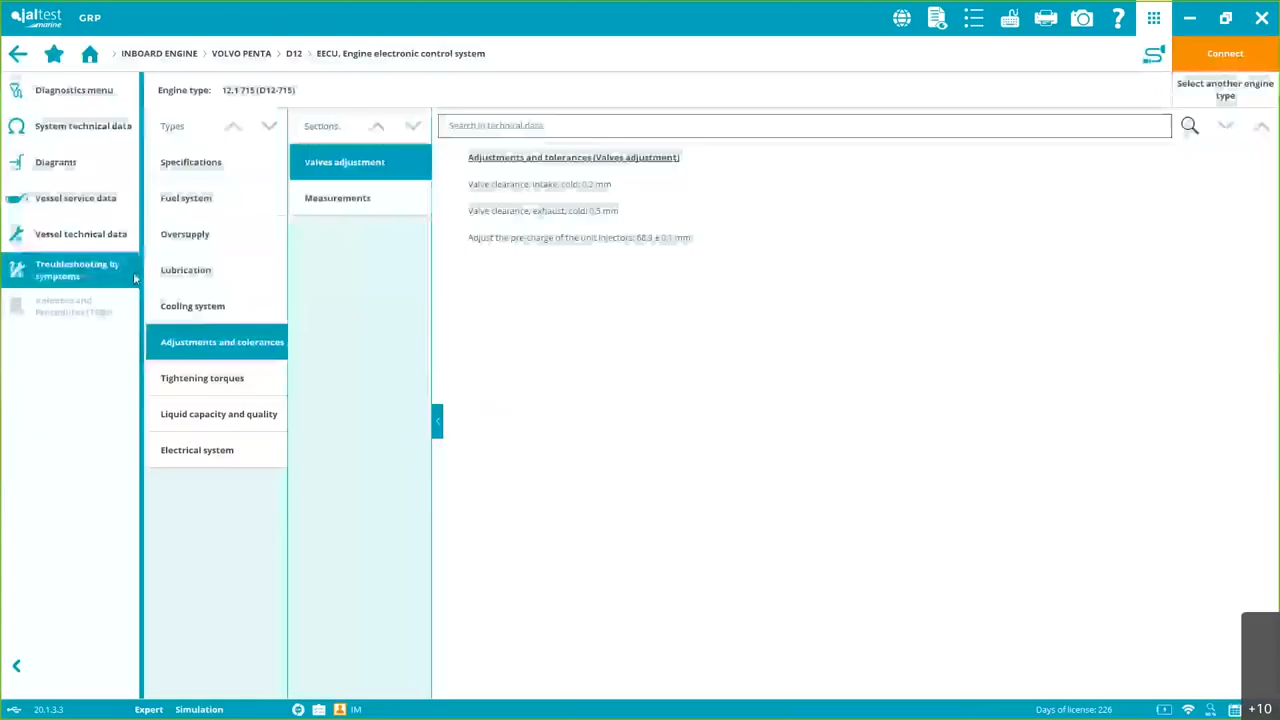 jaltest
marine
GRP
INBOARD ENGINE > VOLVO PENTA > D12 > EECU, Engine electronic control system
Connect
Diagnostics menu
Engine type: 12.1 715 (D12-715)
Select another engine
type
System technical data
Types
Sections
Search in technical data
Diagrams
Specifications
Valves adjustment
Adjustments and tolerances (Valves adjustment)
Valve clearance, intake, cold: 0.2 mm
Vessel service data
Fuel system
Measurements
Valve clearance, exhaust, cold: 0.5 mm
Vessel technical data
Oversupply
Adjust the pre-charge of the unit injectors: 68.9 ± 0.1 mm
Troubleshooting by
symptoms
Lubrication
Cooling system
Adjustments and tolerances
Tightening torques
Liquid capacity and quality
Electrical system
20.1.3.3
Expert
Simulation
IM
Days of license: 226
+10